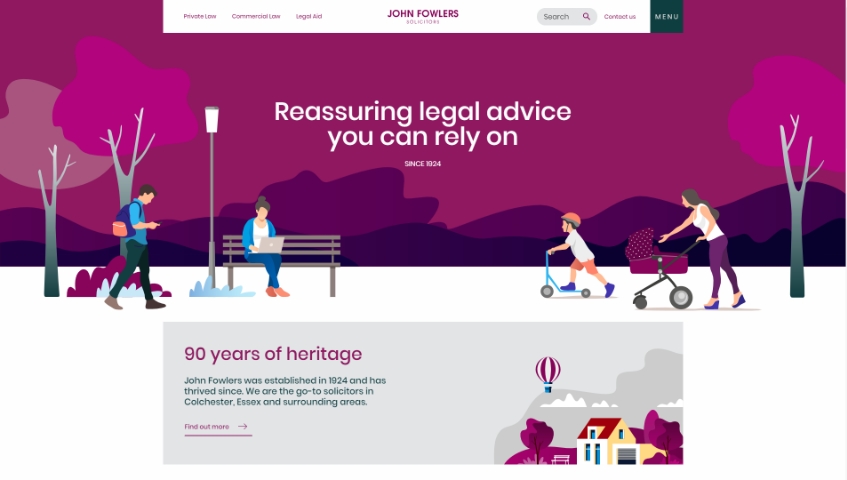 Private Law Commercial Law Legal Aid
JOHN FOWLERS
SOLICITORS
Search
Contact us
MENU
Reassuring legal advice
you can rely on
SINCE 1924
90 years of heritage
John Fowlers was established in 1924 and has
thrived since. We are the go-to solicitors in
Colchester, Essex and surrounding areas.
Find out more